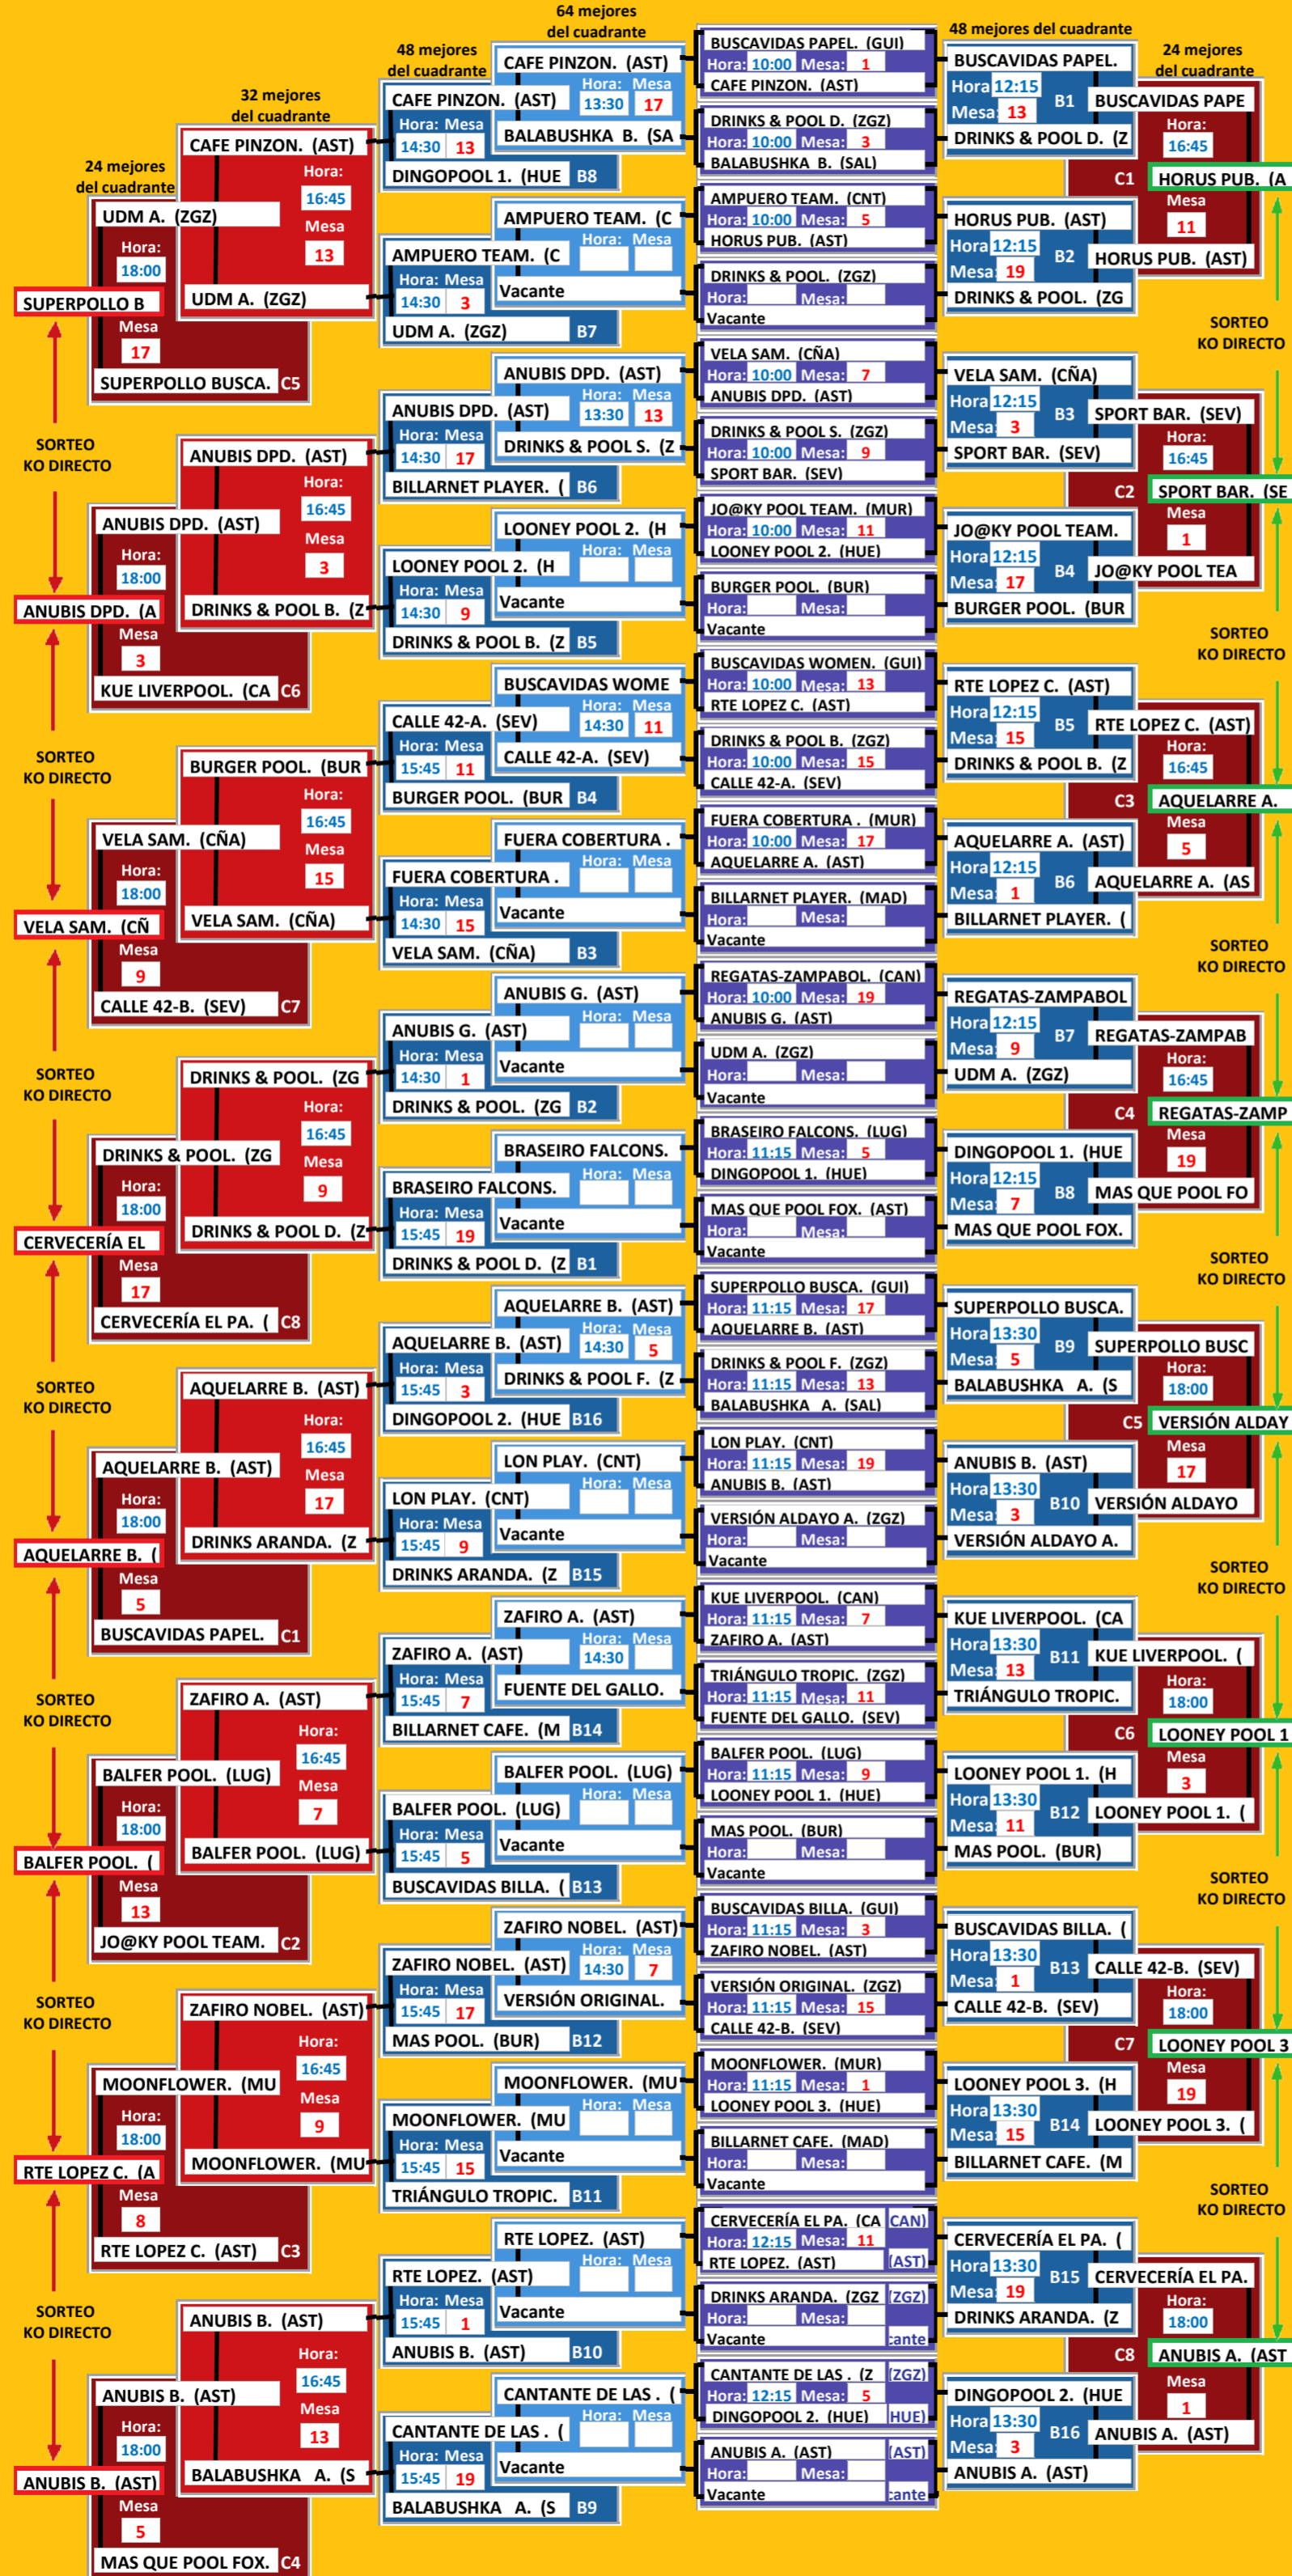 24 mejores
del cuadrante
UDM A. (ZGZ)
Hora:
18:00
SUPERPOLLO B
Mesa
17
SUPERPOLLO BUSCA. C5
SORTEO
KO DIRECTO
ANUBIS DPD. (AST)
Hora:
18:00
ANUBIS DPD. (A
Mesa
3
KUE LIVERPOOL. (CA C6
SORTEO
KO DIRECTO
VELA SAM. (CÑA)
Hora:
18:00
VELA SAM. (CÑ
Mesa
9
CALLE 42-B. (SEV) C7
SORTEO
KO DIRECTO
DRINKS & POOL. (ZG
Hora:
18:00
CERVECERÍA EL
Mesa
17
CERVECERÍA EL PA. ( C8
SORTEO
KO DIRECTO
AQUELARRE B. (AST)
Hora:
18:00
AQUELARRE B. (
Mesa
5
BUSCAVIDAS PAPEL. C1
SORTEO
KO DIRECTO
BALFER POOL. (LUG)
Hora:
18:00
BALFER POOL. (
Mesa
13
JO@KY POOL TEAM. C2
SORTEO
KO DIRECTO
MOONFLOWER. (MU
Hora:
18:00
RTE LOPEZ C. (A
Mesa
8
RTE LOPEZ C. (AST) C3
SORTEO
KO DIRECTO
ANUBIS B. (AST)
Hora:
18:00
ANUBIS B. (AST)
Mesa
5
MAS QUE POOL FOX. C4
32 mejores
del cuadrante
CAFE PINZON. (AST)
Hora:
16:45
Mesa
13
UDM A. (ZGZ)
ANUBIS DPD. (AST)
Hora:
16:45
Mesa
3
DRINKS & POOL B. (Z
BURGER POOL. (BUR
Hora:
16:45
Mesa
15
VELA SAM. (CÑA)
DRINKS & POOL. (ZG
Hora:
16:45
Mesa
9
DRINKS & POOL D. (Z
AQUELARRE B. (AST)
Hora:
16:45
Mesa
17
DRINKS ARANDA. (Z
ZAFIRO A. (AST)
Hora:
16:45
Mesa
7
BALFER POOL. (LUG)
ZAFIRO NOBEL. (AST)
Hora:
16:45
Mesa
9
MOONFLOWER. (MU
ANUBIS B. (AST)
Hora:
16:45
Mesa
13
BALABUSHKA A. (S
48 mejores
del cuadrante
CAFE PINZON. (AST)
Hora: Mesa
14:30 13
DINGOPOOL 1. (HUE B8
AMPUERO TEAM. (C
Hora: Mesa
14:30 3
UDM A. (ZGZ) B7
ANUBIS DPD. (AST)
Hora: Mesa
14:30 17
BILLARNET PLAYER. ( B6
LOONEY POOL 2. (H
Hora: Mesa
14:30 9
DRINKS & POOL B. (Z B5
CALLE 42-A. (SEV)
Hora: Mesa
15:45 11
BURGER POOL. (BUR B4
FUERA COBERTURA .
Hora: Mesa
14:30 15
VELA SAM. (CÑA) B3
ANUBIS G. (AST)
Hora: Mesa
14:30 1
DRINKS & POOL. (ZG B2
BRASEIRO FALCONS.
Hora: Mesa
15:45 19
DRINKS & POOL D. (Z B1
AQUELARRE B. (AST)
Hora: Mesa
15:45 3
DINGOPOOL 2. (HUE B16
LON PLAY. (CNT)
Hora: Mesa
15:45 9
DRINKS ARANDA. (Z B15
ZAFIRO A. (AST)
Hora: Mesa
15:45 7
BILLARNET CAFE. (M B14
BALFER POOL. (LUG)
Hora: Mesa
15:45 5
BUSCAVIDAS BILLA. ( B13
ZAFIRO NOBEL. (AST)
Hora: Mesa
15:45 17
MAS POOL. (BUR) B12
MOONFLOWER. (MU
Hora: Mesa
15:45 15
TRIÁNGULO TROPIC. B11
RTE LOPEZ. (AST)
Hora: Mesa
15:45 1
ANUBIS B. (AST) B10
CANTANTE DE LAS . (
Hora: Mesa
15:45 19
BALABUSHKA A. (S B9
64 mejores
del cuadrante
CAFE PINZON. (AST)
Hora: Mesa
13:30 17
BALABUSHKA B. (SA
AMPUERO TEAM. (C
Hora: Mesa
Vacante
ANUBIS DPD. (AST)
Hora: Mesa
13:30 13
DRINKS & POOL S. (Z
LOONEY POOL 2. (H
Hora: Mesa
Vacante
BUSCAVIDAS WOME
Hora: Mesa
14:30 11
CALLE 42-A. (SEV)
FUERA COBERTURA .
Hora: Mesa
Vacante
ANUBIS G. (AST)
Hora: Mesa
Vacante
BRASEIRO FALCONS.
Hora: Mesa
Vacante
AQUELARRE B. (AST)
Hora: Mesa
14:30 5
DRINKS & POOL F. (Z
LON PLAY. (CNT)
Hora: Mesa
Vacante
ZAFIRO A. (AST)
Hora: Mesa
14:30
FUENTE DEL GALLO.
BALFER POOL. (LUG)
Hora: Mesa
Vacante
ZAFIRO NOBEL. (AST)
Hora: Mesa
14:30 7
VERSIÓN ORIGINAL.
MOONFLOWER. (MU
Hora: Mesa
Vacante
RTE LOPEZ. (AST)
Hora: Mesa
Vacante
CANTANTE DE LAS . (
Hora: Mesa
Vacante
BUSCAVIDAS PAPEL. (GUI)
Hora: 10:00 Mesa: 1
CAFE PINZON. (AST)
DRINKS & POOL D. (ZGZ)
Hora: 10:00 Mesa: 3
BALABUSHKA B. (SAL)
AMPUERO TEAM. (CNT)
Hora: 10:00 Mesa: 5
HORUS PUB. (AST)
DRINKS & POOL. (ZGZ)
Hora: Mesa:
Vacante
VELA SAM. (CÑA)
Hora: 10:00 Mesa: 7
ANUBIS DPD. (AST)
DRINKS & POOL S. (ZGZ)
Hora: 10:00 Mesa: 9
SPORT BAR. (SEV)
JO@KY POOL TEAM. (MUR)
Hora: 10:00 Mesa: 11
LOONEY POOL 2. (HUE)
BURGER POOL. (BUR)
Hora: Mesa:
Vacante
BUSCAVIDAS WOMEN. (GUI)
Hora: 10:00 Mesa: 13
RTE LOPEZ C. (AST)
DRINKS & POOL B. (ZGZ)
Hora: 10:00 Mesa: 15
CALLE 42-A. (SEV)
FUERA COBERTURA . (MUR)
Hora: 10:00 Mesa: 17
AQUELARRE A. (AST)
BILLARNET PLAYER. (MAD)
Hora: Mesa:
Vacante
REGATAS-ZAMPABOL. (CAN)
Hora: 10:00 Mesa: 19
ANUBIS G. (AST)
UDM A. (ZGZ)
Hora: Mesa:
Vacante
BRASEIRO FALCONS. (LUG)
Hora: 11:15 Mesa: 5
DINGOPOOL 1. (HUE)
MAS QUE POOL FOX. (AST)
Hora: Mesa:
Vacante
SUPERPOLLO BUSCA. (GUI)
Hora: 11:15 Mesa: 17
AQUELARRE B. (AST)
DRINKS & POOL F. (ZGZ)
Hora: 11:15 Mesa: 13
BALABUSHKA A. (SAL)
LON PLAY. (CNT)
Hora: 11:15 Mesa: 19
ANUBIS B. (AST)
VERSIÓN ALDAYO A. (ZGZ)
Hora: Mesa:
Vacante
KUE LIVERPOOL. (CAN)
Hora: 11:15 Mesa: 7
ZAFIRO A. (AST)
TRIÁNGULO TROPIC. (ZGZ)
Hora: 11:15 Mesa: 11
FUENTE DEL GALLO. (SEV)
BALFER POOL. (LUG)
Hora: 11:15 Mesa: 9
LOONEY POOL 1. (HUE)
MAS POOL. (BUR)
Hora: Mesa:
Vacante
BUSCAVIDAS BILLA. (GUI)
Hora: 11:15 Mesa: 3
ZAFIRO NOBEL. (AST)
VERSIÓN ORIGINAL. (ZGZ)
Hora: 11:15 Mesa: 15
CALLE 42-B. (SEV)
MOONFLOWER. (MUR)
Hora: 11:15 Mesa: 1
LOONEY POOL 3. (HUE)
BILLARNET CAFE. (MAD)
Hora: Mesa:
Vacante
CERVECERÍA EL PA. (CA CAN)
Hora: 12:15 Mesa: 11
RTE LOPEZ. (AST) (AST)
DRINKS ARANDA. (ZGZ (ZGZ)
Hora: Mesa:
Vacante cante
CANTANTE DE LAS . (Z (ZGZ)
Hora: 12:15 Mesa: 5
DINGOPOOL 2. (HUE) HUE)
ANUBIS A. (AST) (AST)
Hora: Mesa:
Vacante cante
48 mejores del cuadrante
BUSCAVIDAS PAPEL.
Hora 12:15 B1
Mesa: 13
DRINKS & POOL D. (Z
HORUS PUB. (AST)
Hora 12:15 B2
Mesa: 19
DRINKS & POOL. (ZG
VELA SAM. (CÑA)
Hora 12:15 B3
Mesa: 3
SPORT BAR. (SEV)
JO@KY POOL TEAM.
Hora 12:15 B4
Mesa: 17
BURGER POOL. (BUR
RTE LOPEZ C. (AST)
Hora 12:15 B5
Mesa: 15
DRINKS & POOL B. (Z
AQUELARRE A. (AST)
Hora 12:15 B6
Mesa: 1
BILLARNET PLAYER. (
REGATAS-ZAMPABOL
Hora 12:15 B7
Mesa: 9
UDM A. (ZGZ)
DINGOPOOL 1. (HUE
Hora 12:15 B8
Mesa: 7
MAS QUE POOL FOX.
SUPERPOLLO BUSCA.
Hora 13:30 B9
Mesa: 5
BALABUSHKA A. (S
ANUBIS B. (AST)
Hora 13:30 B10
Mesa: 3
VERSIÓN ALDAYO A.
KUE LIVERPOOL. (CA
Hora 13:30 B11
Mesa: 13
TRIÁNGULO TROPIC.
LOONEY POOL 1. (H
Hora 13:30 B12
Mesa: 11
MAS POOL. (BUR)
BUSCAVIDAS BILLA. (
Hora 13:30 B13
Mesa: 1
CALLE 42-B. (SEV)
LOONEY POOL 3. (H
Hora 13:30 B14
Mesa: 15
BILLARNET CAFE. (M
CERVECERÍA EL PA. (
Hora 13:30 B15
Mesa: 19
DRINKS ARANDA. (Z
DINGOPOOL 2. (HUE
Hora 13:30 B16
Mesa: 3
ANUBIS A. (AST)
24 mejores
del cuadrante
BUSCAVIDAS PAPE
Hora:
16:45
C1 HORUS PUB. (A
Mesa
11
HORUS PUB. (AST)
SORTEO
KO DIRECTO
SPORT BAR. (SEV)
Hora:
16:45
C2 SPORT BAR. (SE
Mesa
1
JO@KY POOL TEA
SORTEO
KO DIRECTO
RTE LOPEZ C. (AST)
Hora:
16:45
C3 AQUELARRE A.
Mesa
5
AQUELARRE A. (AS
SORTEO
KO DIRECTO
REGATAS-ZAMPAB
Hora:
16:45
C4 REGATAS-ZAMP
Mesa
19
MAS QUE POOL FO
SORTEO
KO DIRECTO
SUPERPOLLO BUSC
Hora:
18:00
C5 VERSIÓN ALDAY
Mesa
17
VERSIÓN ALDAYO
SORTEO
KO DIRECTO
KUE LIVERPOOL. (
Hora:
18:00
C6 LOONEY POOL 1
Mesa
3
LOONEY POOL 1. (
SORTEO
KO DIRECTO
CALLE 42-B. (SEV)
Hora:
18:00
C7 LOONEY POOL 3
Mesa
19
LOONEY POOL 3. (
SORTEO
KO DIRECTO
CERVECERÍA EL PA.
Hora:
18:00
C8 ANUBIS A. (AST
Mesa
1
ANUBIS A. (AST)